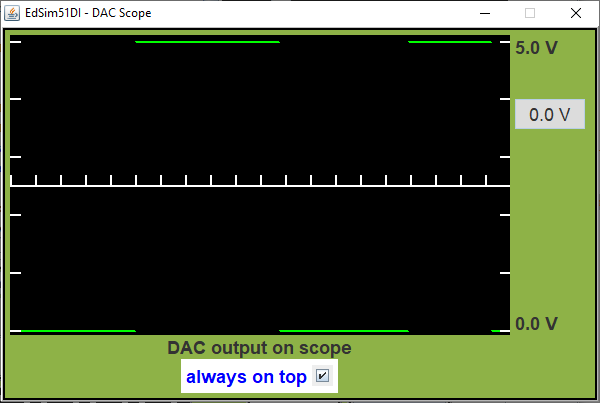 EdSim51DI - DAC Scope
5.0 V
0.0 V
0.0 V
DAC output on scope
always on top